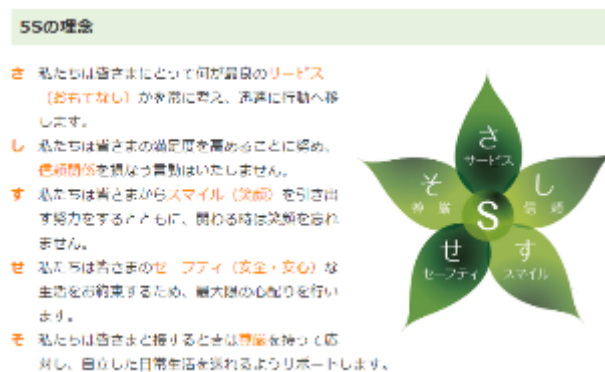 5Sの理念
さ 私たちは皆さまにとって何が最良のサービス
（おもてなし）かを常に考え、迅速に行動へ移
します。
し 私たちは皆さまの満足度を高めることに努め、
信頼関係を損なう言動はいたしません。
す 私たちは皆さまからスマイル（笑顔）を引き出
す努力をするとともに、関わる時は笑顔を忘れ
ません。
せ 私たちは皆さまのセーフティ（安全・安心）な
生活をお約束するため、最大限の心配りを行い
ます。
そ 私たちは皆さまと接するときは尊厳を持って応
対し、自立した日常生活を送れるようサポートします。
さ
サービス
し
信 頼
す
スマイル
せ
セーフティ
そ
尊 厳
S